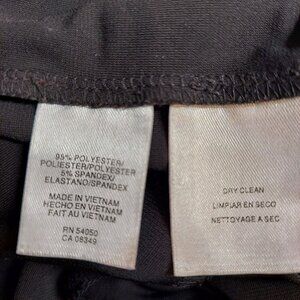 95% POLYESTER/
POLIESTER/POLYESTER
5% SPANDEX/
ELASTANO/SPANDEX
MADE IN VIETNAM
HECHO EN VIETNAM
FAIT AU VIETNAM
RN 54050
CA 08349
DRY CLEAN
LIMPIAR EN SECO
NETTOYAGE A SEC